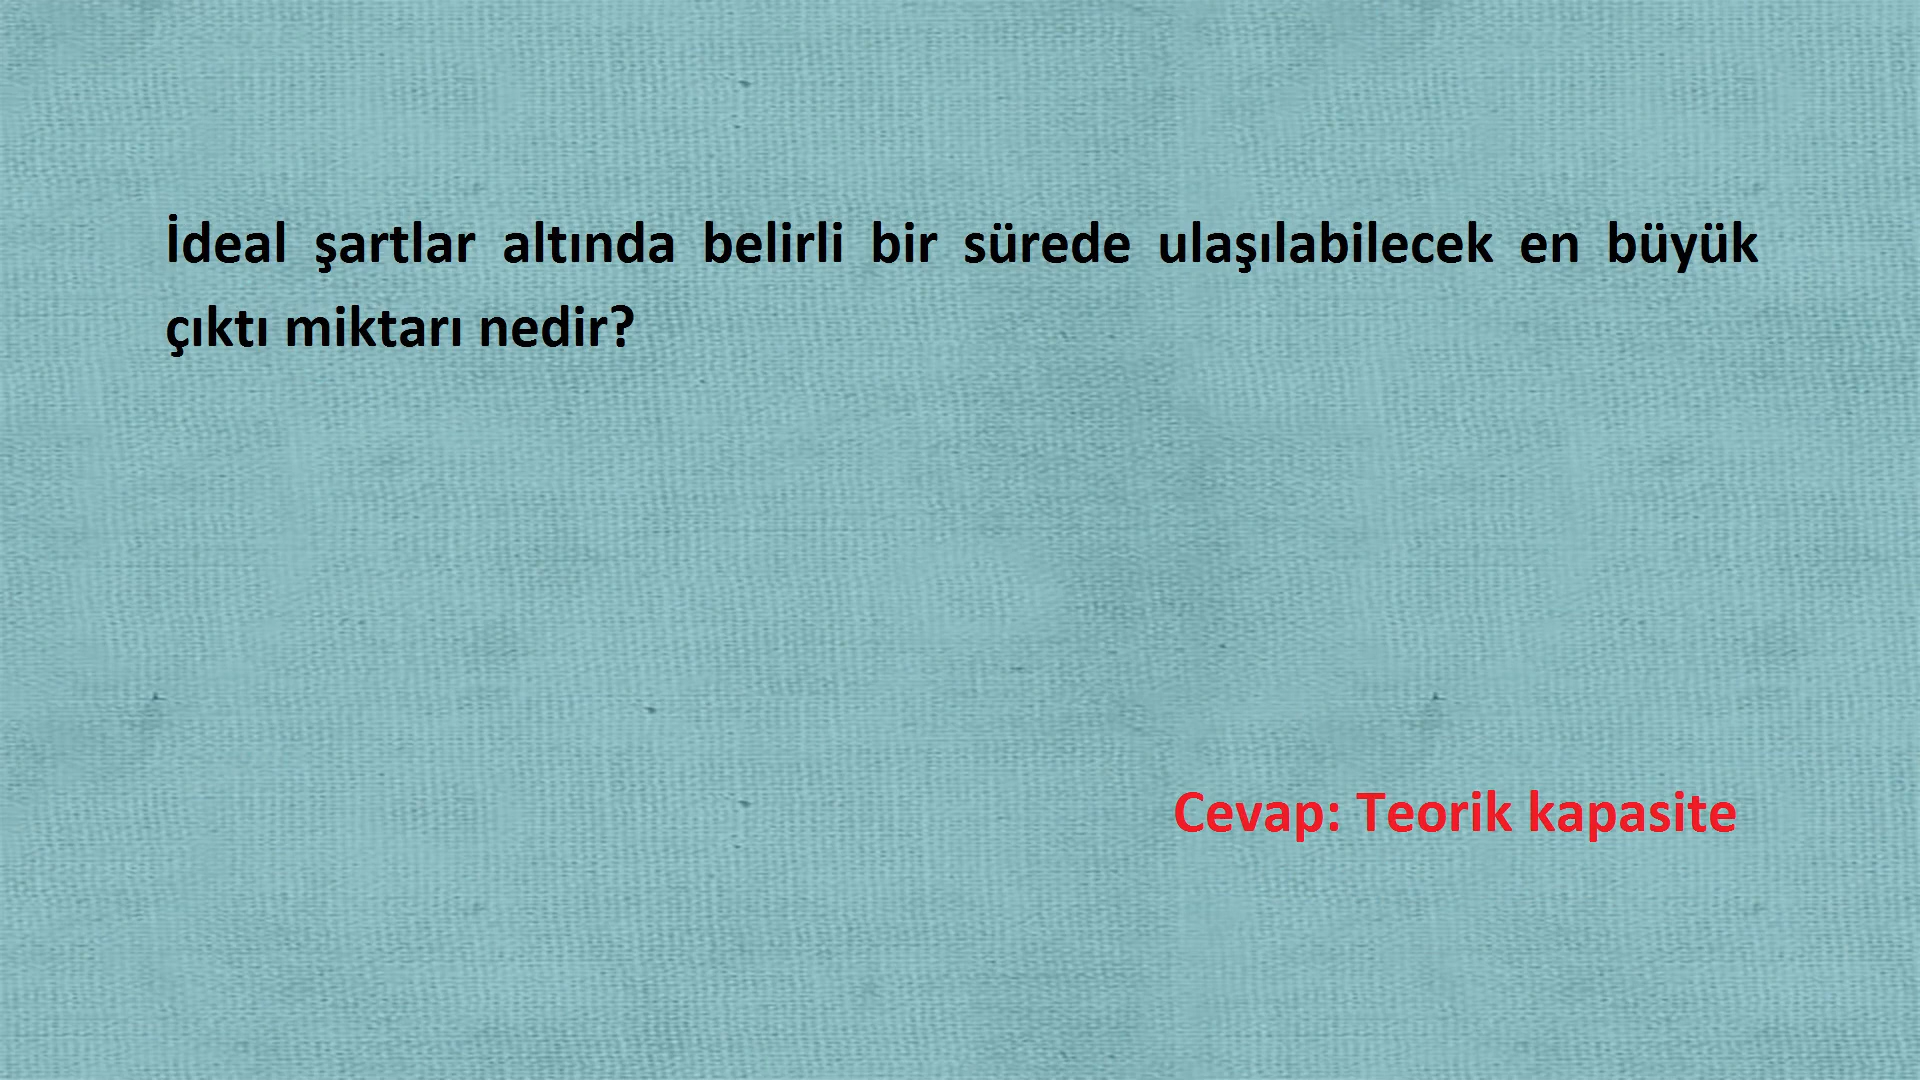 İdeal şartlar altında belirli bir sürede ulaşılabilecek en büyük
çıktı miktarı nedir?
Cevap: Teorik kapasite